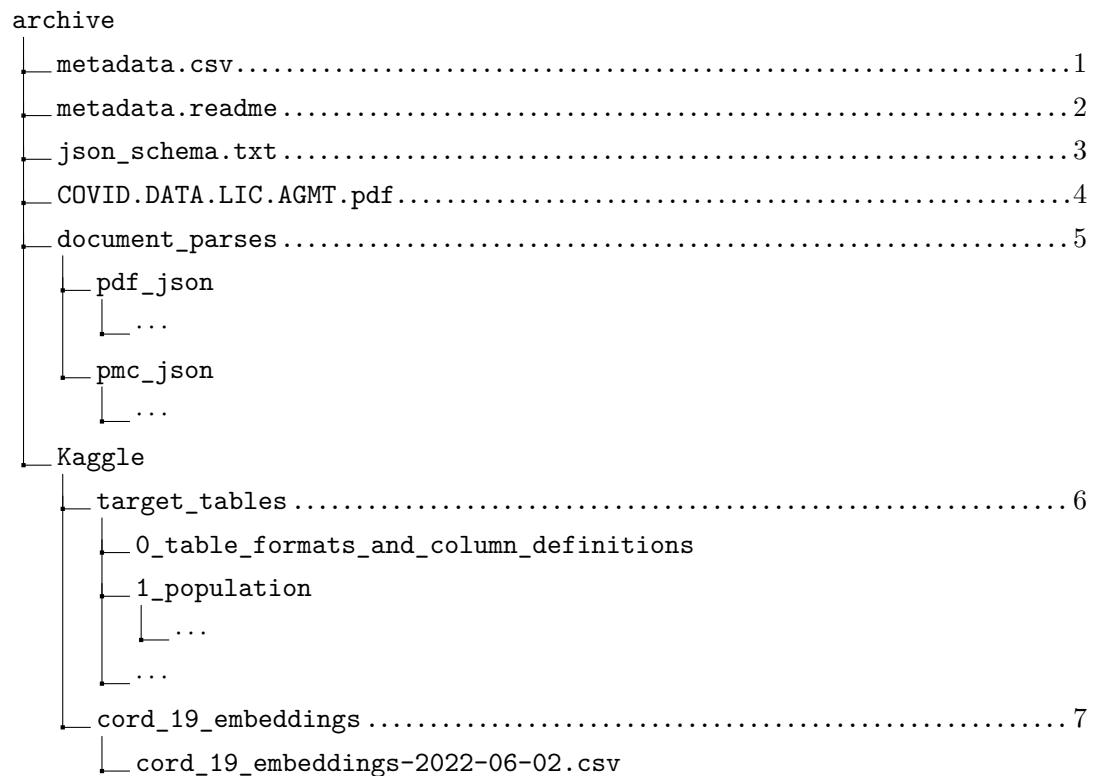 archive
metadata.csv 1
metadata.readme 2
json_schema.txt 3
COVID.DATA.LIC.AGMT.pdf 4
document_parses 5
pdf_json
...
pmc_json
...
Kaggle
target_tables 6
0_table_formats_and_column_definitions
1_population
...
...
cord_19_embeddings 7
cord_19_embeddings-2022-06-02.csv